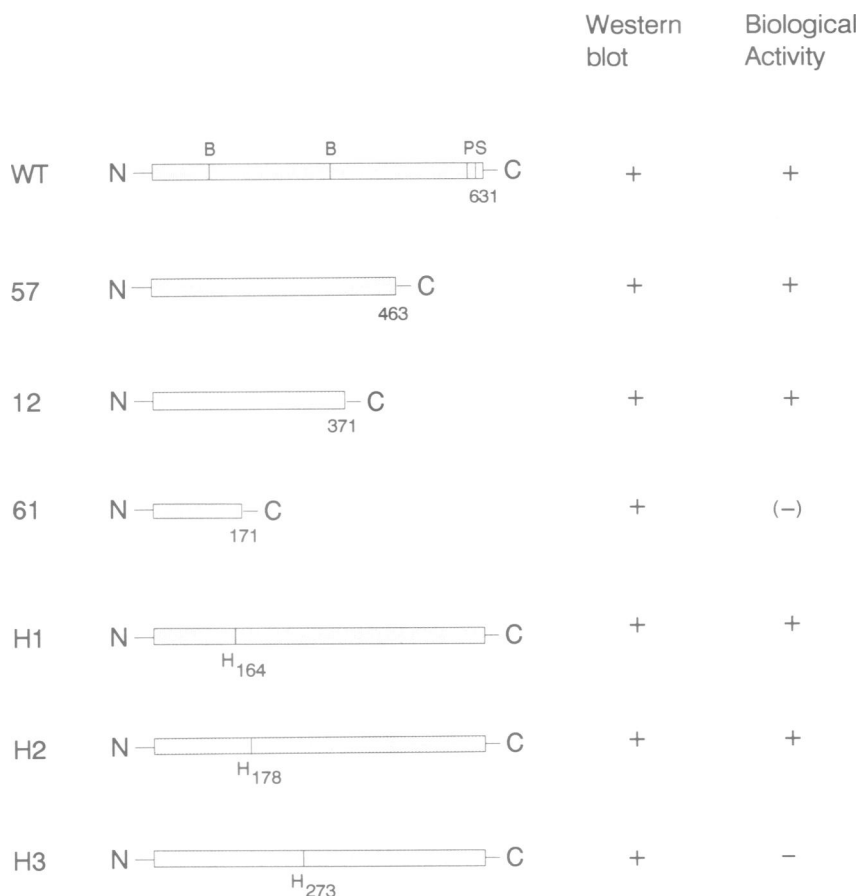 Western blot Biological Activity
B B PS
WT N C + +
631
57 N C + +
463
12 N C + +
371
61 N C + (–)
171
H1 N C + +
H164
H2 N C + +
H178
H3 N C + –
H273